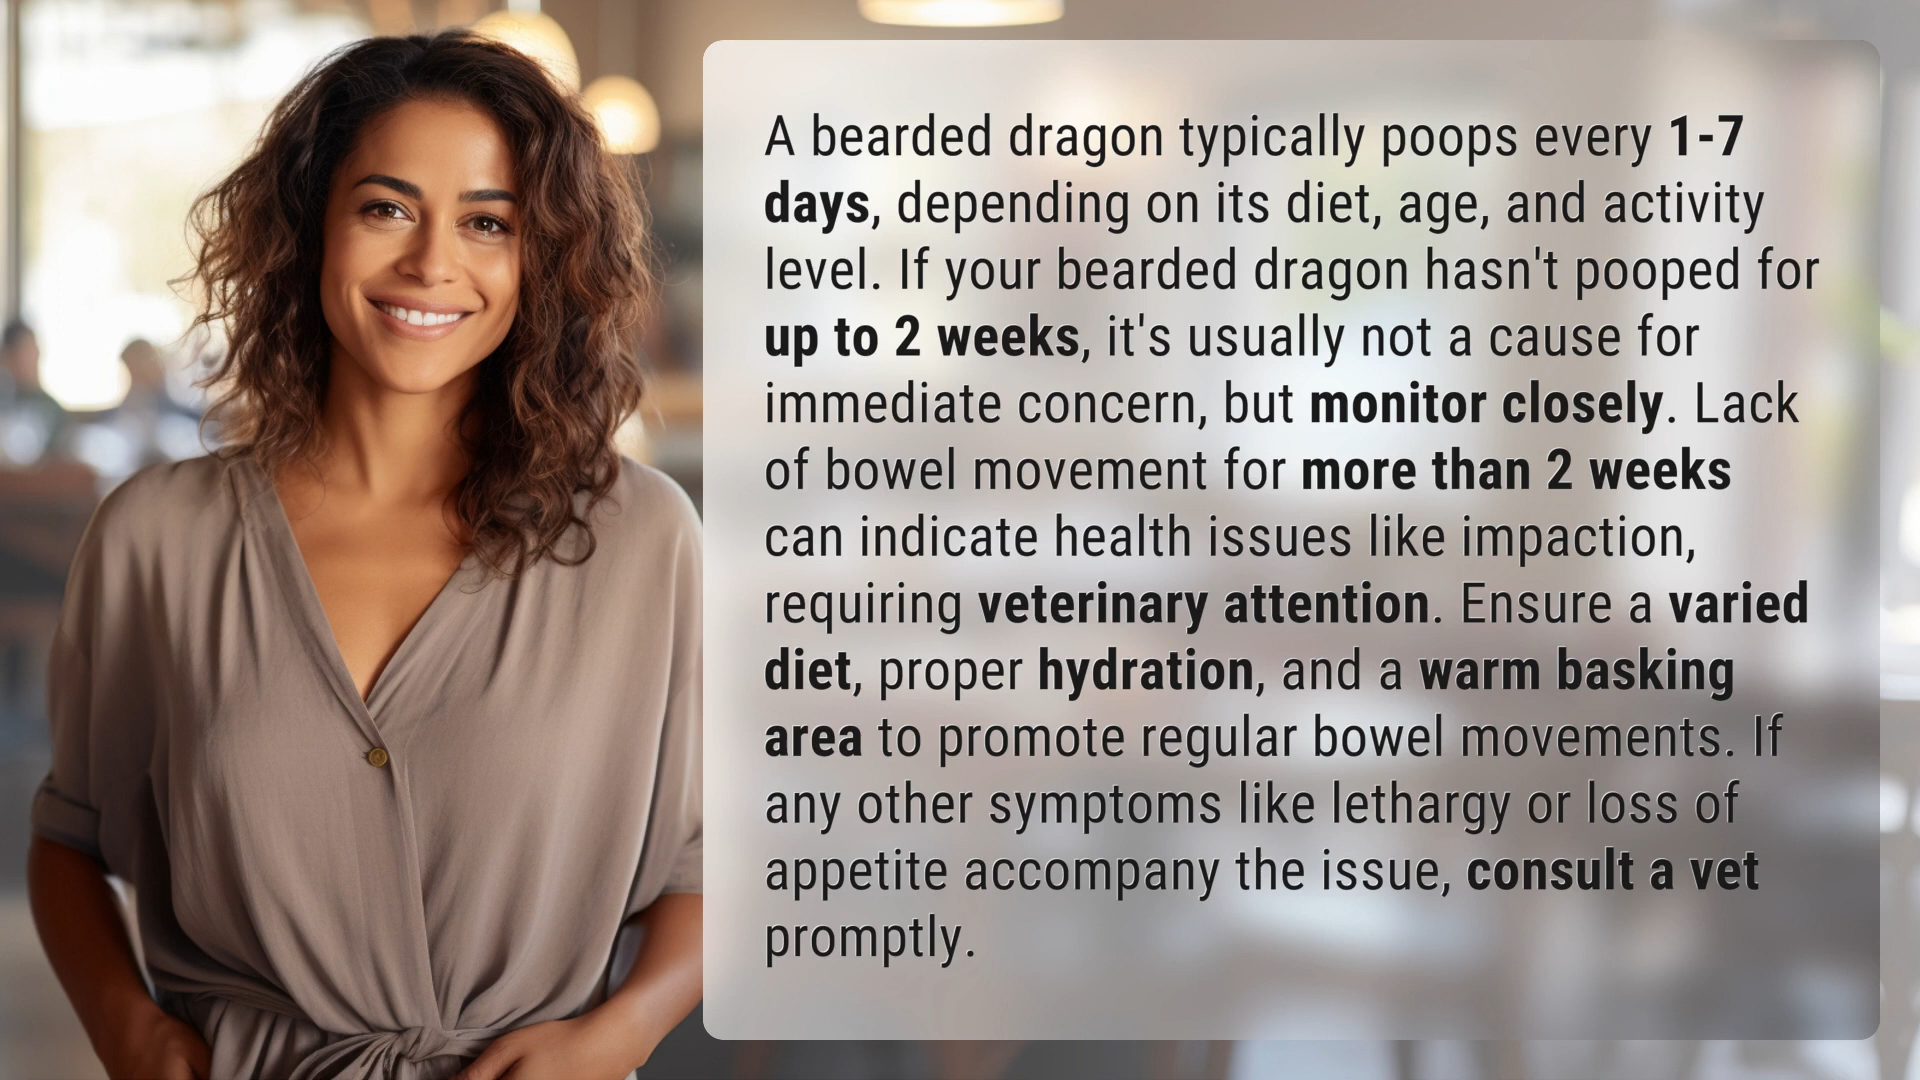 A bearded dragon typically poops every 1-7
days, depending on its diet, age, and activity
level. If your bearded dragon hasn't pooped for
up to 2 weeks, it's usually not a cause for
immediate concern, but monitor closely. Lack
of bowel movement for more than 2 weeks
can indicate health issues like impaction,
requiring veterinary attention. Ensure a varied
diet, proper hydration, and a warm basking
area to promote regular bowel movements. If
any other symptoms like lethargy or loss of
appetite accompany the issue, consult a vet
promptly.